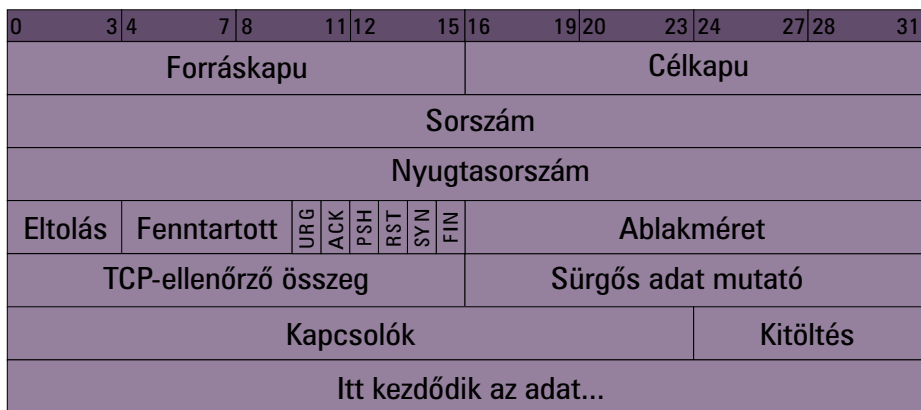 0 3 4 7 8 11 12 15 16 19 20 23 24 27 28 31
Forráskapu Célkapu
Sorszám
Nyugtasorszám
Eltolás Fenntartott URG ACK PSH RST SYN FIN Ablakméret
TCP-ellenőrző összeg Sürgős adat mutató
Kapcsolók Kitöltés
Itt kezdődik az adat...